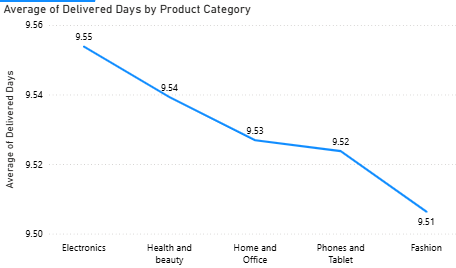 Average of Delivered Days by Product Category
Average of Delivered Days
9.56
9.54
9.52
9.50
9.55
9.54
9.53
9.52
9.51
Electronics
Health and
beauty
Home and
Office
Phones and
Tablet
Fashion